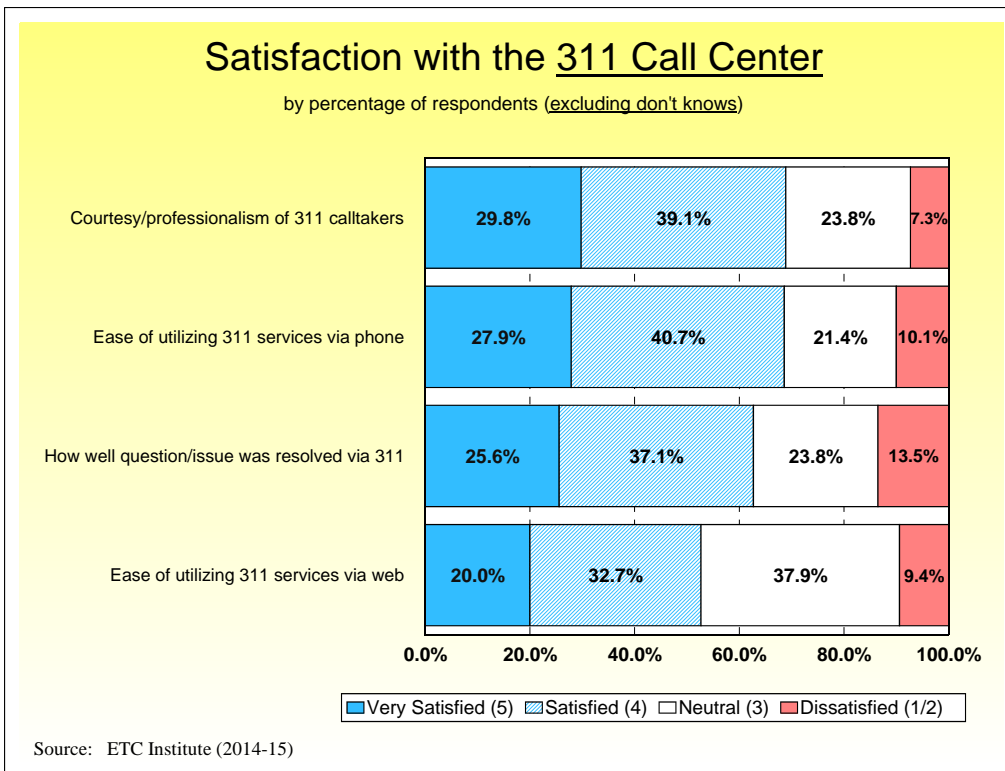 Satisfaction with the 311 Call Center
by percentage of respondents (excluding don't knows)
Courtesy/professionalism of 311 calltakers
29.8% 39.1% 23.8% 7.3%
Ease of utilizing 311 services via phone
27.9% 40.7% 21.4% 10.1%
How well question/issue was resolved via 311
25.6% 37.1% 23.8% 13.5%
Ease of utilizing 311 services via web
20.0% 32.7% 37.9% 9.4%
0.0% 20.0% 40.0% 60.0% 80.0% 100.0%
Very Satisfied (5) Satisfied (4) Neutral (3) Dissatisfied (1/2)
Source: ETC Institute (2014-15)